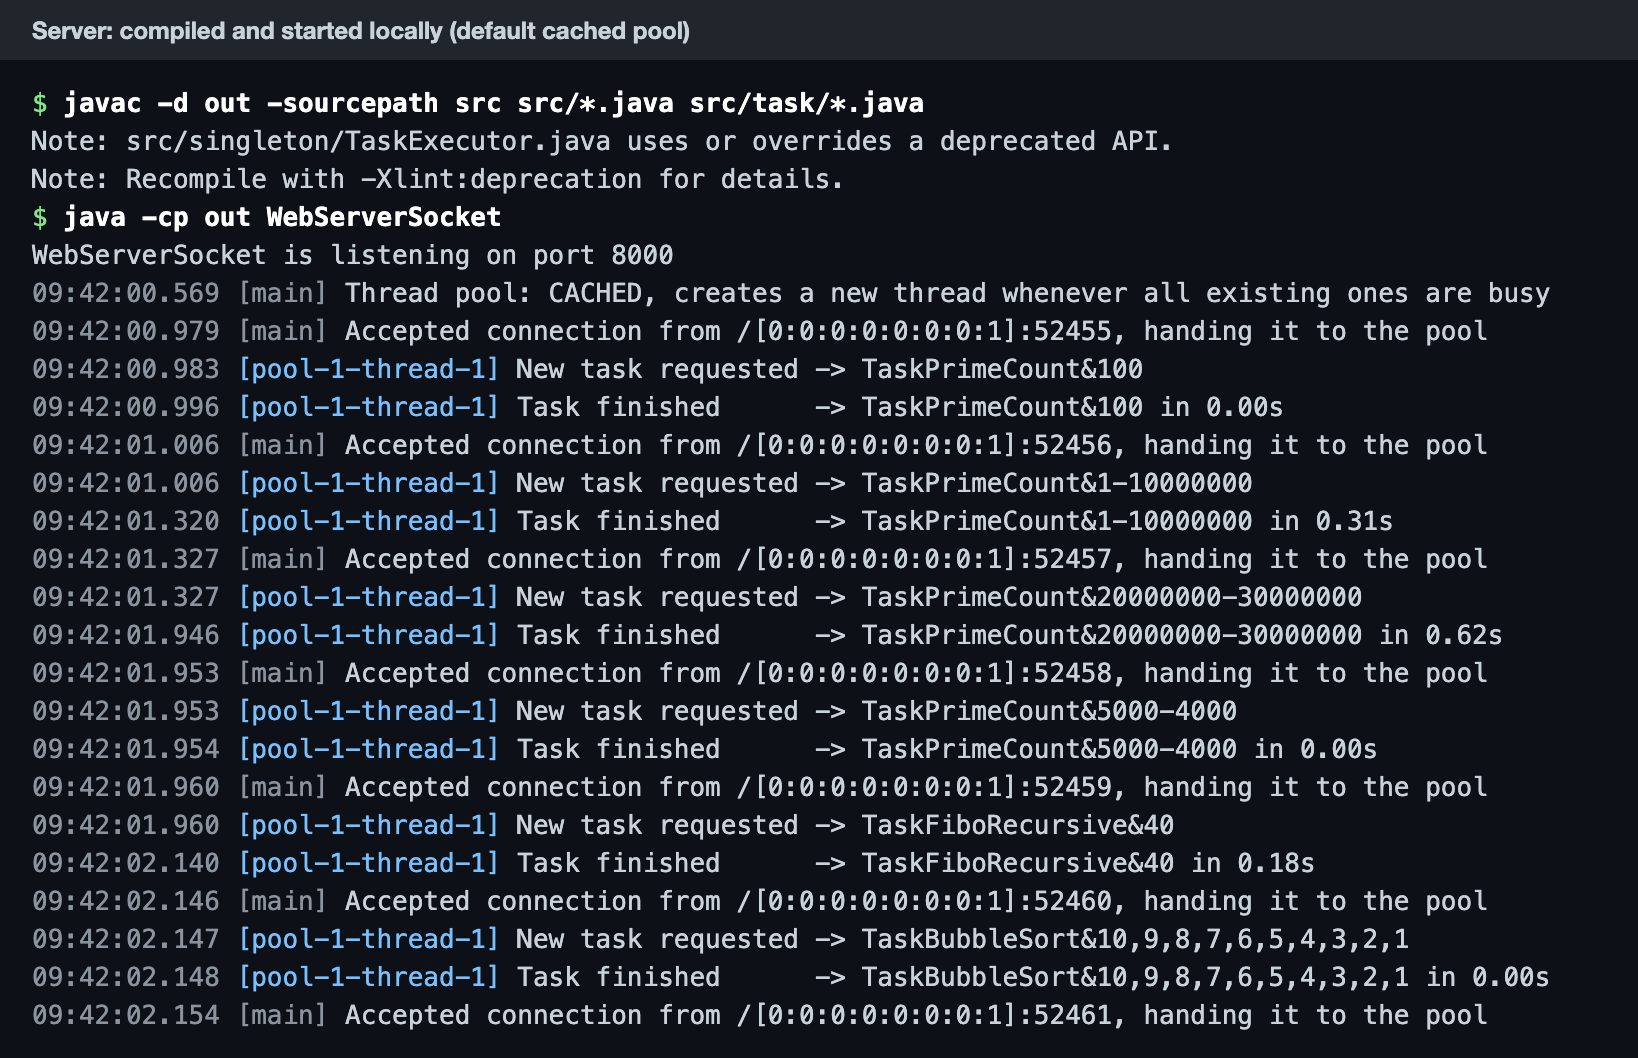 Server: compiled and started locally (default cached pool)
$ javac -d out -sourcepath src src/*.java src/task/*.java
Note: src/singleton/TaskExecutor.java uses or overrides a deprecated API.
Note: Recompile with -Xlint:deprecation for details.
$ java -cp out WebServerSocket
WebServerSocket is listening on port 8000
09:42:00.569 [main] Thread pool: CACHED, creates a new thread whenever all existing ones are busy
09:42:00.979 [main] Accepted connection from /[0:0:0:0:0:0:0:1]:52455, handing it to the pool
09:42:00.983 [pool-1-thread-1] New task requested -> TaskPrimeCount&100
09:42:00.996 [pool-1-thread-1] Task finished      -> TaskPrimeCount&100 in 0.00s
09:42:01.006 [main] Accepted connection from /[0:0:0:0:0:0:0:1]:52456, handing it to the pool
09:42:01.006 [pool-1-thread-1] New task requested -> TaskPrimeCount&1-10000000
09:42:01.320 [pool-1-thread-1] Task finished      -> TaskPrimeCount&1-10000000 in 0.31s
09:42:01.327 [main] Accepted connection from /[0:0:0:0:0:0:0:1]:52457, handing it to the pool
09:42:01.327 [pool-1-thread-1] New task requested -> TaskPrimeCount&20000000-30000000
09:42:01.946 [pool-1-thread-1] Task finished      -> TaskPrimeCount&20000000-30000000 in 0.62s
09:42:01.953 [main] Accepted connection from /[0:0:0:0:0:0:0:1]:52458, handing it to the pool
09:42:01.953 [pool-1-thread-1] New task requested -> TaskPrimeCount&5000-4000
09:42:01.954 [pool-1-thread-1] Task finished      -> TaskPrimeCount&5000-4000 in 0.00s
09:42:01.960 [main] Accepted connection from /[0:0:0:0:0:0:0:1]:52459, handing it to the pool
09:42:01.960 [pool-1-thread-1] New task requested -> TaskFiboRecursive&40
09:42:02.140 [pool-1-thread-1] Task finished      -> TaskFiboRecursive&40 in 0.18s
09:42:02.146 [main] Accepted connection from /[0:0:0:0:0:0:0:1]:52460, handing it to the pool
09:42:02.147 [pool-1-thread-1] New task requested -> TaskBubbleSort&10,9,8,7,6,5,4,3,2,1
09:42:02.148 [pool-1-thread-1] Task finished      -> TaskBubbleSort&10,9,8,7,6,5,4,3,2,1 in 0.00s
09:42:02.154 [main] Accepted connection from /[0:0:0:0:0:0:0:1]:52461, handing it to the pool